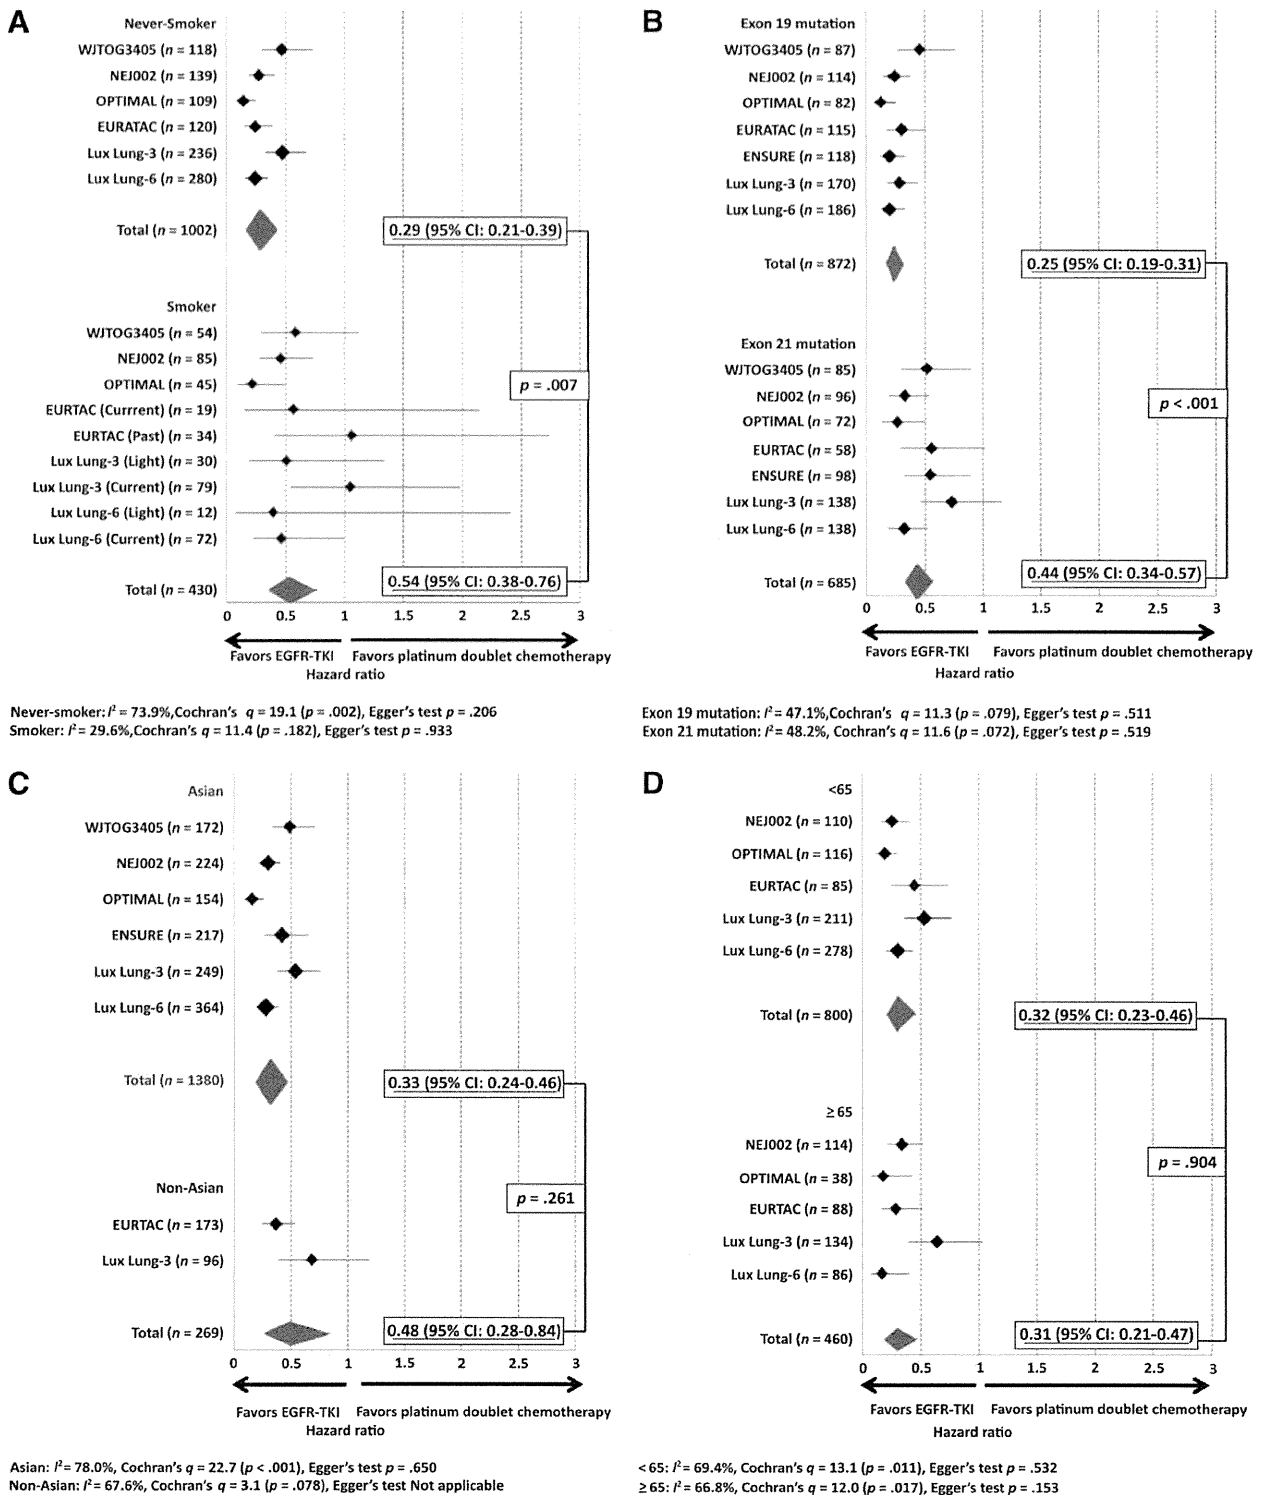 A
Never-Smoker
WJTOG3405 (n = 118)
NEJ002 (n = 139)
OPTIMAL (n = 109)
EURATAC (n = 120)
Lux Lung-3 (n = 236)
Lux Lung-6 (n = 280)
Total (n = 1002)
0.29 (95% CI: 0.21-0.39)
Smoker
WJTOG3405 (n = 54)
NEJ002 (n = 85)
OPTIMAL (n = 45)
p = .007
EURTAC (Currrent) (n = 19)
EURTAC (Past) (n = 34)
Lux Lung-3 (Light) (n = 30)
Lux Lung-3 (Current) (n = 79)
Lux Lung-6 (Light) (n = 12)
Lux Lung-6 (Current) (n = 72)
Total (n = 430)
0.54 (95% CI: 0.38-0.76)
0 0.5 1 1.5 2 2.5 3
Favors EGFR-TKI Favors platinum doublet chemotherapy
Hazard ratio
Never-smoker: I² = 73.9%,Cochran's q = 19.1 (p = .002), Egger's test p = .206
Smoker: I² = 29.6%,Cochran's q = 11.4 (p = .182), Egger's test p = .933
B
Exon 19 mutation
WJTOG3405 (n = 87)
NEJ002 (n = 114)
OPTIMAL (n = 82)
EURATAC (n = 115)
ENSURE (n = 118)
Lux Lung-3 (n = 170)
Lux Lung-6 (n = 186)
Total (n = 872)
0.25 (95% CI: 0.19-0.31)
Exon 21 mutation
WJTOG3405 (n = 85)
NEJ002 (n = 96)
p < .001
OPTIMAL (n = 72)
EURTAC (n = 58)
ENSURE (n = 98)
Lux Lung-3 (n = 138)
Lux Lung-6 (n = 138)
Total (n = 685)
0.44 (95% CI: 0.34-0.57)
0 0.5 1 1.5 2 2.5 3
Favors EGFR-TKI Favors platinum doublet chemotherapy
Hazard ratio
Exon 19 mutation: I² = 47.1%,Cochran's q = 11.3 (p = .079), Egger's test p = .511
Exon 21 mutation: I² = 48.2%, Cochran's q = 11.6 (p = .072), Egger's test p = .519
C
Asian
WJTOG3405 (n = 172)
NEJ002 (n = 224)
OPTIMAL (n = 154)
ENSURE (n = 217)
Lux Lung-3 (n = 249)
Lux Lung-6 (n = 364)
Total (n = 1380)
0.33 (95% CI: 0.24-0.46)
Non-Asian
p = .261
EURTAC (n = 173)
Lux Lung-3 (n = 96)
Total (n = 269)
0.48 (95% CI: 0.28-0.84)
0 0.5 1 1.5 2 2.5 3
Favors EGFR-TKI Favors platinum doublet chemotherapy
Hazard ratio
Asian: I² = 78.0%, Cochran's q = 22.7 (p < .001), Egger's test p = .650
Non-Asian: I² = 67.6%, Cochran's q = 3.1 (p = .078), Egger's test Not applicable
D
<65
NEJ002 (n = 110)
OPTIMAL (n = 116)
EURTAC (n = 85)
Lux Lung-3 (n = 211)
Lux Lung-6 (n = 278)
Total (n = 800)
0.32 (95% CI: 0.23-0.46)
≥ 65
NEJ002 (n = 114)
p = .904
OPTIMAL (n = 38)
EURTAC (n = 88)
Lux Lung-3 (n = 134)
Lux Lung-6 (n = 86)
Total (n = 460)
0.31 (95% CI: 0.21-0.47)
0 0.5 1 1.5 2 2.5 3
Favors EGFR-TKI Favors platinum doublet chemotherapy
Hazard ratio
< 65: I² = 69.4%, Cochran's q = 13.1 (p = .011), Egger's test p = .532
≥ 65: I² = 66.8%, Cochran's q = 12.0 (p = .017), Egger's test p = .153